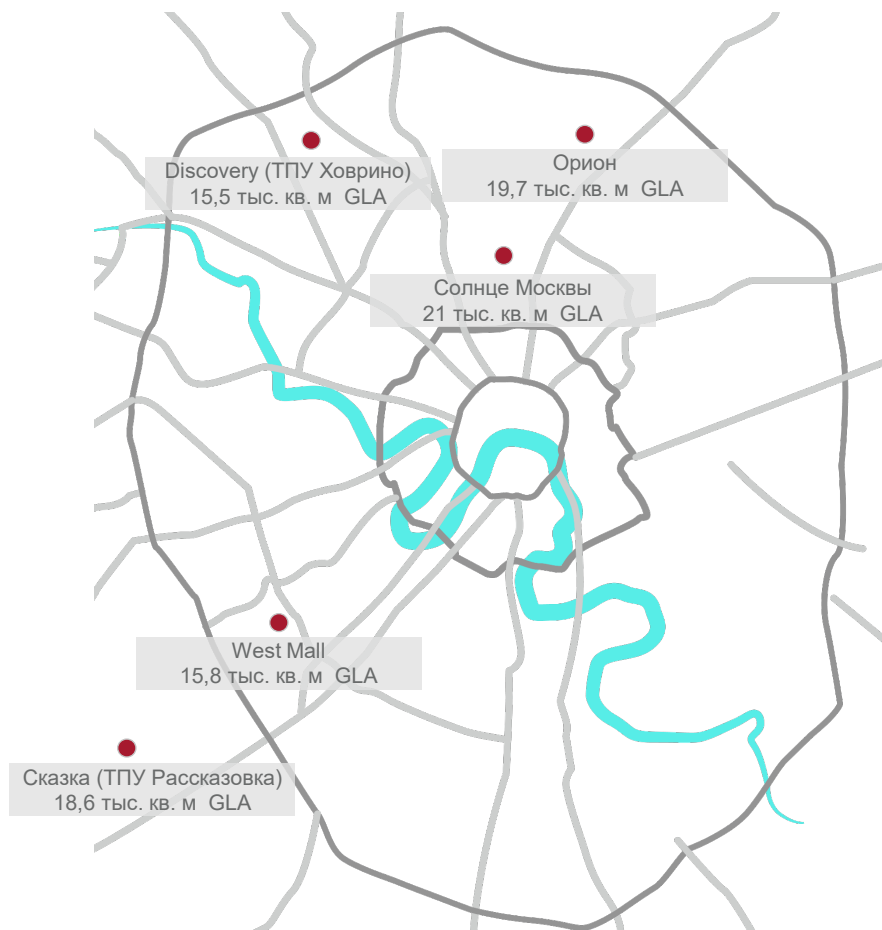 Discovery (ТПУ Ховрино)
15,5 тыс. кв. м GLA
Орион
19,7 тыс. кв. м GLA
Солнце Москвы
21 тыс. кв. м GLA
West Mall
15,8 тыс. кв. м GLA
Сказка (ТПУ Рассказовка)
18,6 тыс. кв. м GLA